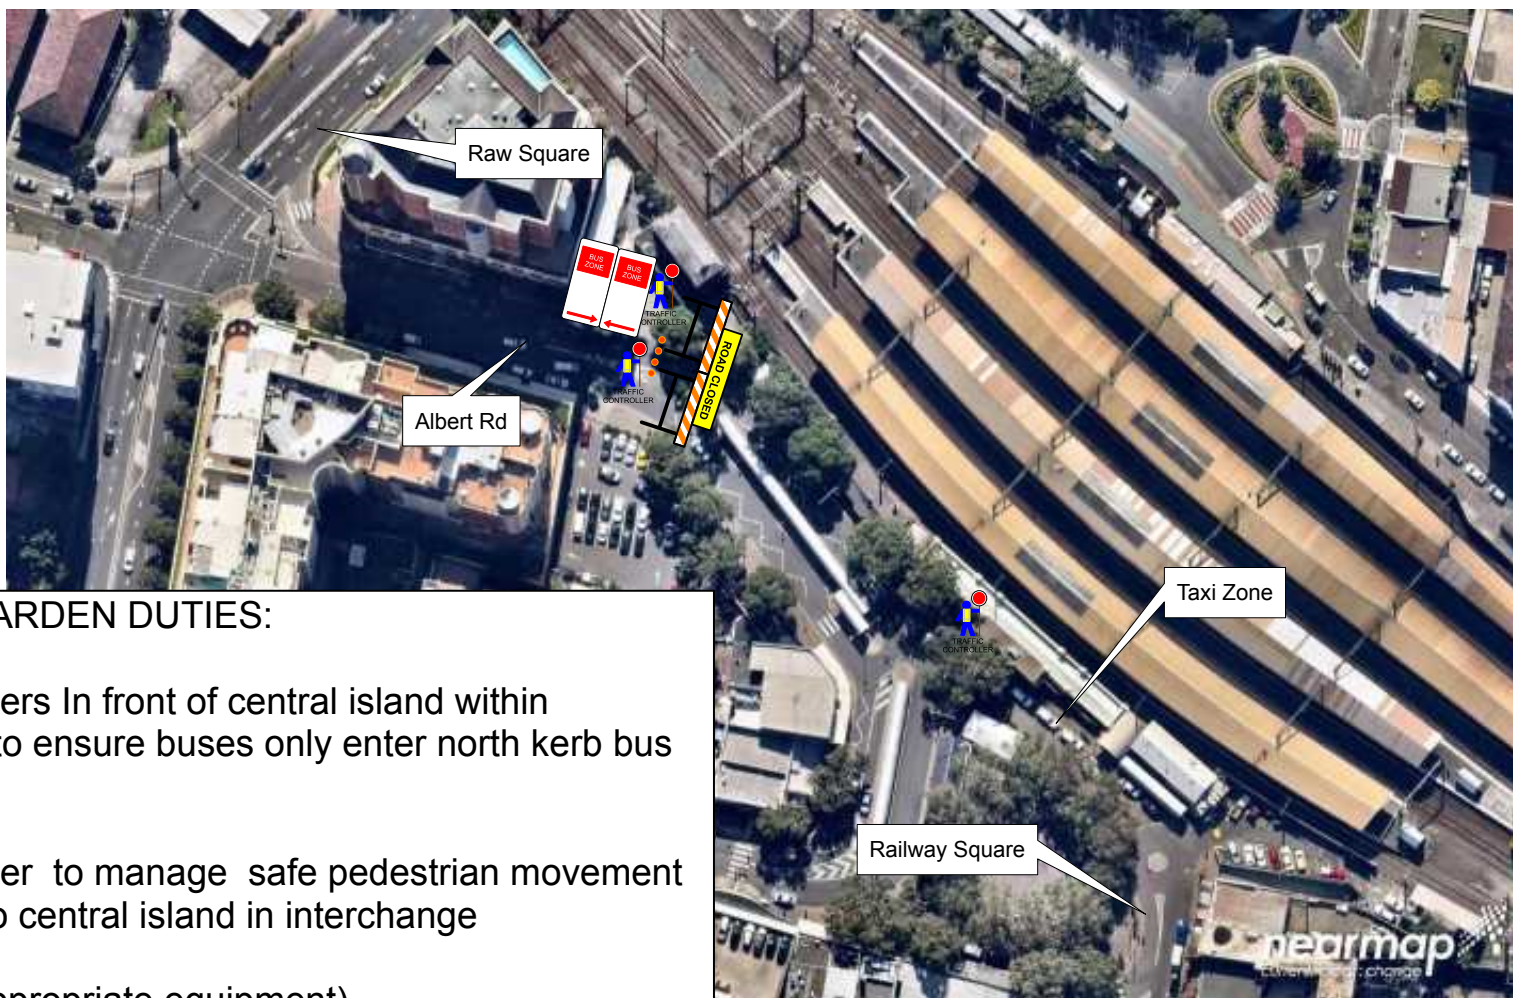 Raw Square
BUS
ZONE
BUS
ZONE
TRAFFIC
CONTROLLER
TRAFFIC
CONTROLLER
ROAD CLOSED
Albert Rd
Taxi Zone
TRAFFIC
CONTROLLER
Railway Square
ARDEN DUTIES:
ers In front of central island within
to ensure buses only enter north kerb bus
er to manage safe pedestrian movement
o central island in interchange
propriate equipment)
nearmap